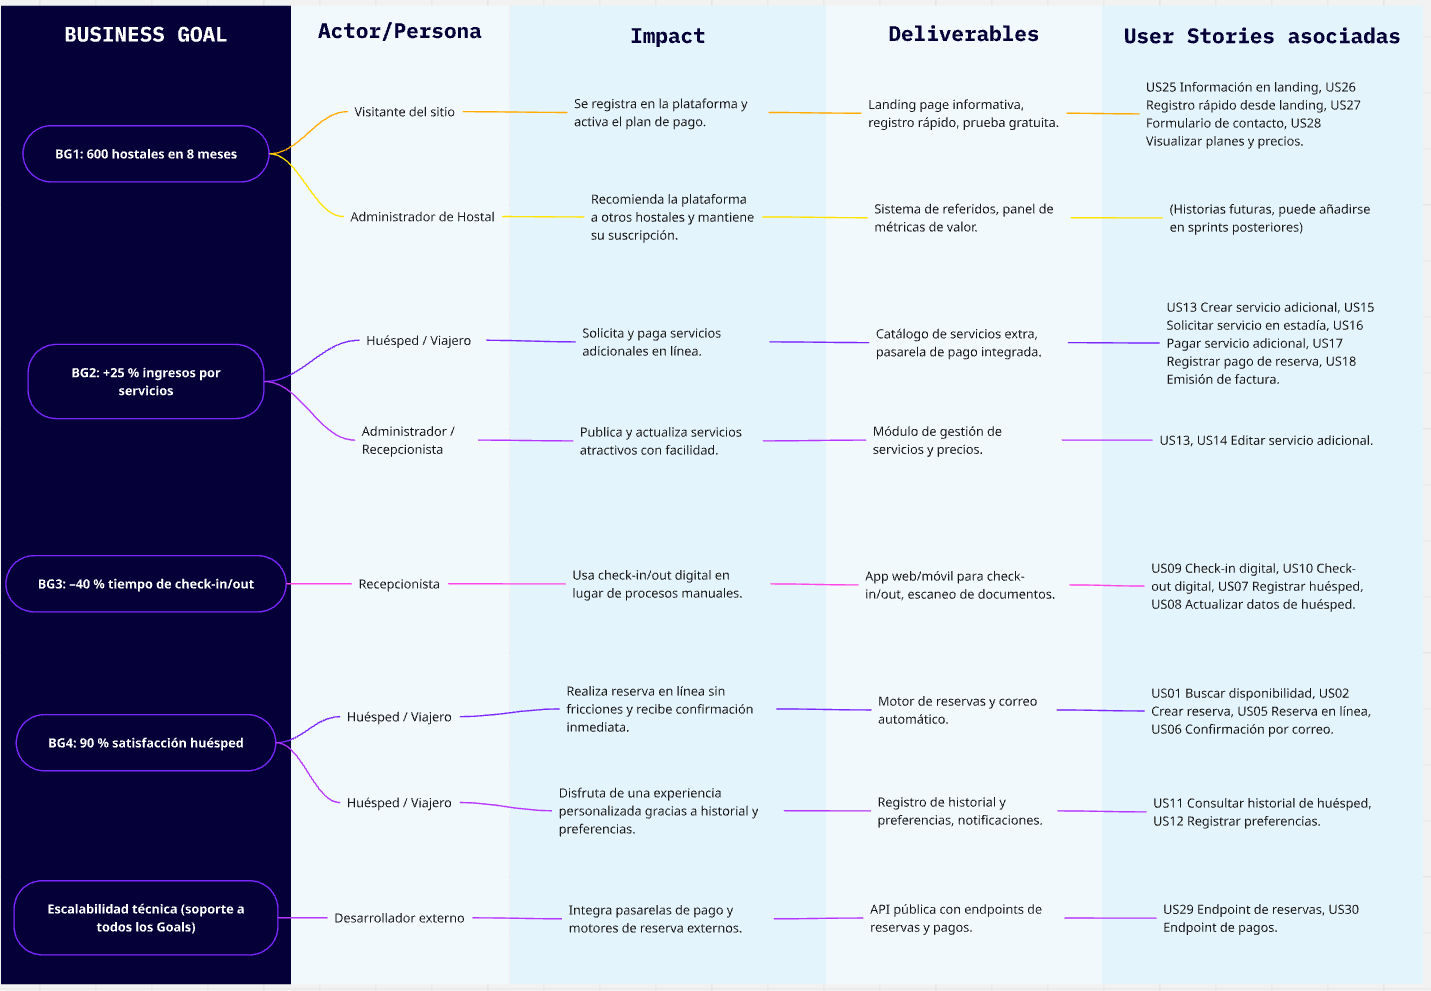 BUSINESS GOAL
Actor/Persona
Impact
Deliverables
User Stories asociadas
BG1: 600 hostales en 8 meses
Visitante del sitio
Se registra en la plataforma y
activa el plan de pago.
Landing page informativa,
registro rápido, prueba gratuita.
US25 Información en landing, US26
Registro rápido desde landing, US27
Formulario de contacto, US28
Visualizar planes y precios.
Administrador de Hostal
Recomienda la plataforma
a otros hostales y mantiene
su suscripción.
Sistema de referidos, panel de
métricas de valor.
(Historias futuras, puede añadirse
en sprints posteriores)
BG2: +25 % ingresos por
servicios
Huésped / Viajero
Solicita y paga servicios
adicionales en línea.
Catálogo de servicios extra,
pasarela de pago integrada.
US13 Crear servicio adicional, US15
Solicitar servicio en estadía, US16
Pagar servicio adicional, US17
Registrar pago de reserva, US18
Emisión de factura.
Administrador /
Recepcionista
Publica y actualiza servicios
atractivos con facilidad.
Módulo de gestión de
servicios y precios.
US13, US14 Editar servicio adicional.
BG3: –40 % tiempo de check-in/out
Recepcionista
Usa check-in/out digital en
lugar de procesos manuales.
App web/móvil para check-
in/out, escaneo de documentos.
US09 Check-in digital, US10 Check-
out digital, US07 Registrar huésped,
US08 Actualizar datos de huésped.
BG4: 90 % satisfacción huésped
Huésped / Viajero
Realiza reserva en línea sin
fricciones y recibe confirmación
inmediata.
Motor de reservas y correo
automático.
US01 Buscar disponibilidad, US02
Crear reserva, US05 Reserva en línea,
US06 Confirmación por correo.
Huésped / Viajero
Disfruta de una experiencia
personalizada gracias a historial y
preferencias.
Registro de historial y
preferencias, notificaciones.
US11 Consultar historial de huésped,
US12 Registrar preferencias.
Escalabilidad técnica (soporte a
todos los Goals)
Desarrollador externo
Integra pasarelas de pago y
motores de reserva externos.
API pública con endpoints de
reservas y pagos.
US29 Endpoint de reservas, US30
Endpoint de pagos.